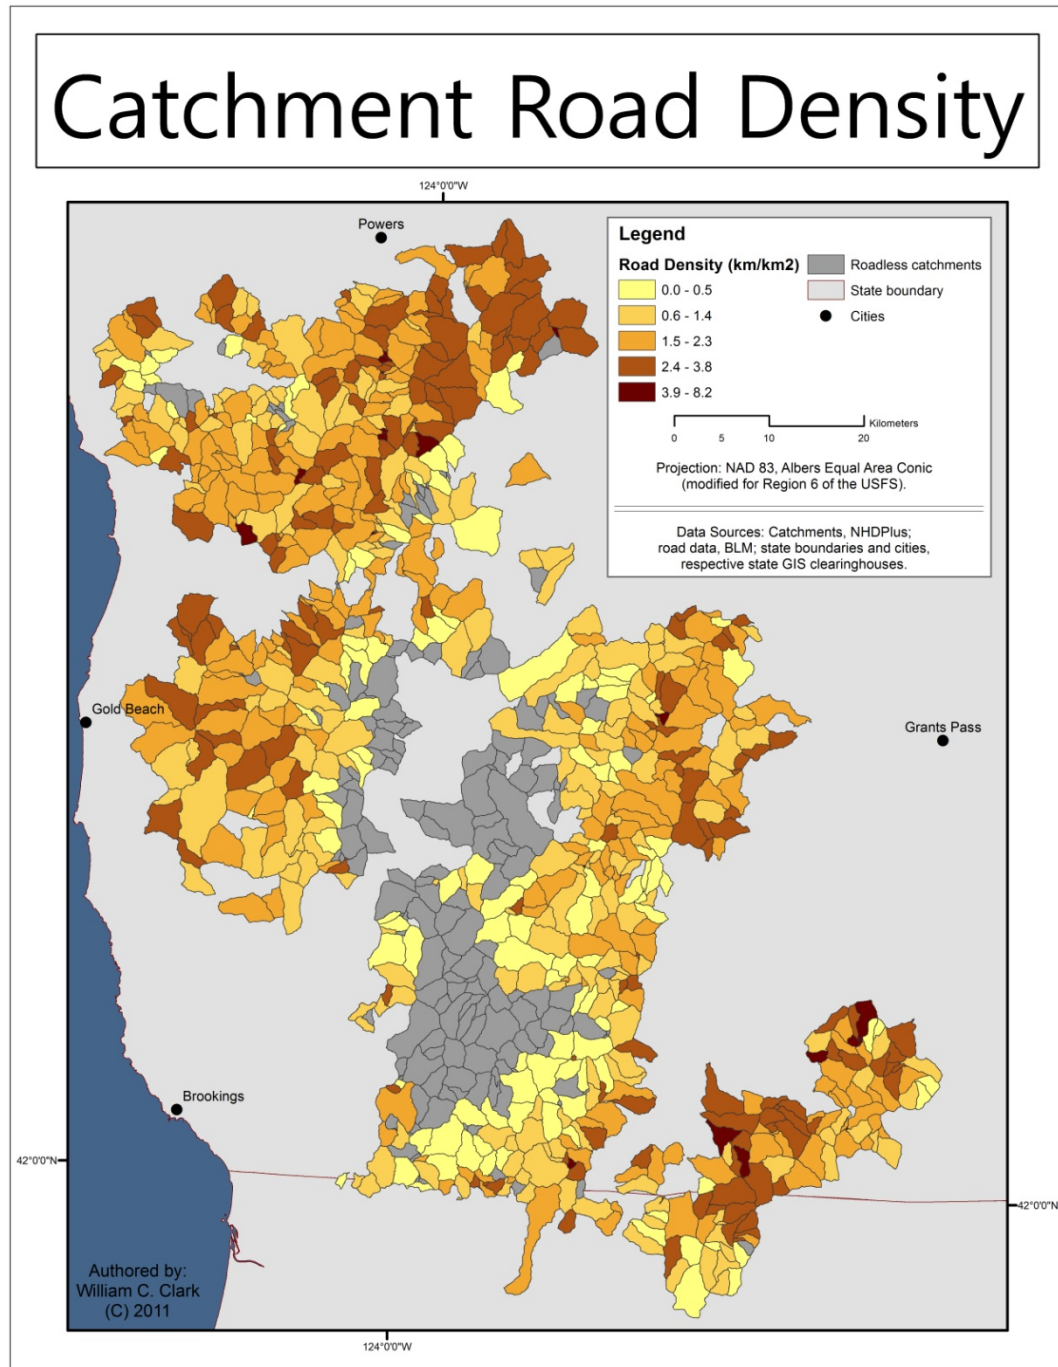 Catchment Road Density
124°0'0"W
Powers
Legend
Road Density (km/km2)
0.0 - 0.5
0.6 - 1.4
1.5 - 2.3
2.4 - 3.8
3.9 - 8.2
Roadless catchments
State boundary
Cities
Kilometers
0 5 10 20
Projection: NAD 83, Albers Equal Area Conic
(modified for Region 6 of the USFS).
Data Sources: Catchments, NHDPlus;
road data, BLM; state boundaries and cities,
respective state GIS clearinghouses.
Gold Beach
Grants Pass
Brookings
42°0'0"N
42°0'0"N
Authored by:
William C. Clark
(C) 2011
124°0'0"W